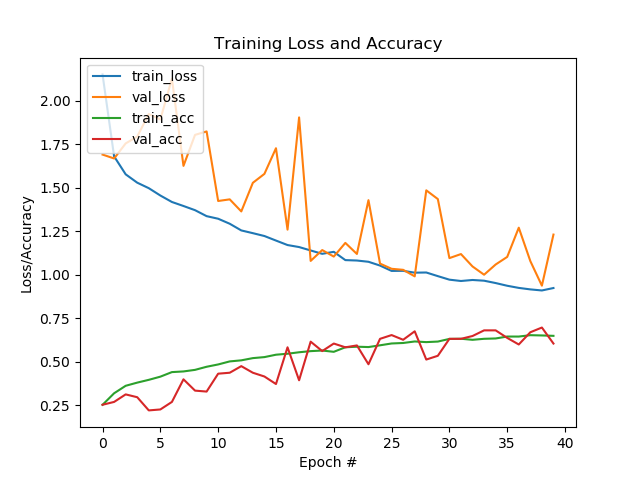 Training Loss and Accuracy
train_loss
val_loss
train_acc
val_acc
Loss/Accuracy
2.00
1.75
1.50
1.25
1.00
0.75
0.50
0.25
0 5 10 15 20 25 30 35 40
Epoch #